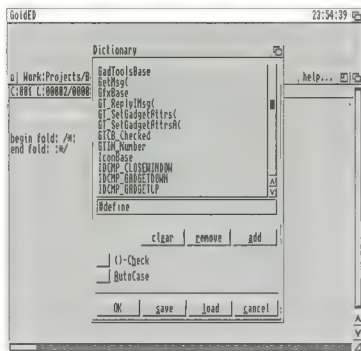 GoldED 23:54:39
Dictionary
GadToolsBase
GetMsg(
GfxBase
GT_ReplyIMsg(
GT_SetGadgetAttrs(
GT_SetGadgetAttrsA(
GTCB_Checked
GTIN_Number
IconBase
IDCMP_CLOSEWINDOW
IDCMP_GADGETDOWN
IDCMP_GADGETUP
Work:Projects/B
, help...
C:001 L:00002/0000
begin fold: /*;
end fold: ;*/
#define
clear remove add
()-Check
AutoCase
OK save load cancel